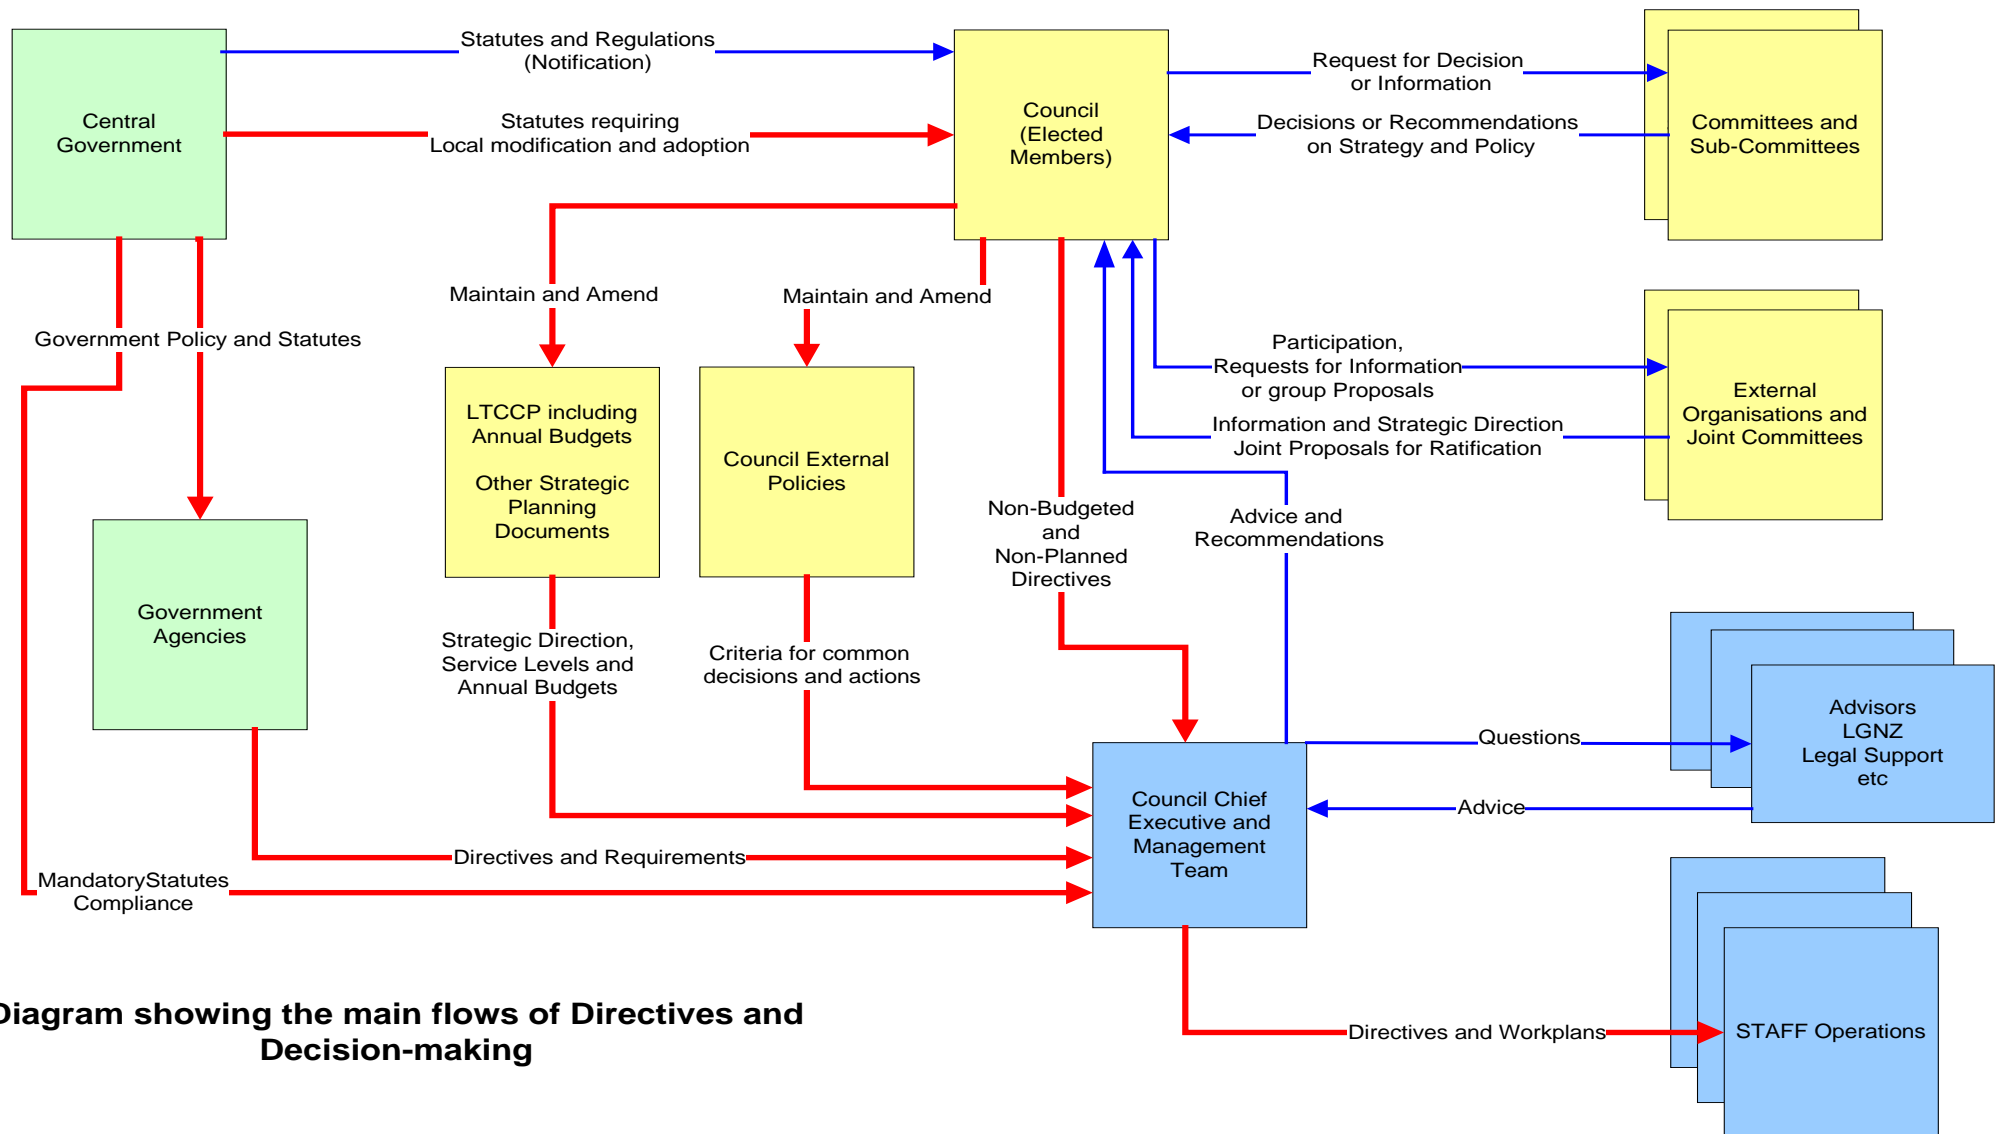 Statutes and Regulations
(Notification)
Central
Government
Statutes requiring
Local modification and adoption
Council
(Elected
Members)
Request for Decision
or Information
Decisions or Recommendations
on Strategy and Policy
Committees and
Sub-Committees
Maintain and Amend
Maintain and Amend
Government Policy and Statutes
Participation,
Requests for Information
or group Proposals
Information and Strategic Direction
Joint Proposals for Ratification
External
Organisations and
Joint Committees
LTCCP including
Annual Budgets
Other Strategic
Planning
Documents
Council External
Policies
Non-Budgeted
and
Non-Planned
Directives
Advice and
Recommendations
Government
Agencies
Strategic Direction,
Service Levels and
Annual Budgets
Criteria for common
decisions and actions
Questions
Advice
Advisors
LGNZ
Legal Support
etc
Council Chief
Executive and
Management
Team
Directives and Requirements
MandatoryStatutes
Compliance
Directives and Workplans
STAFF Operations
Diagram showing the main flows of Directives and
Decision-making